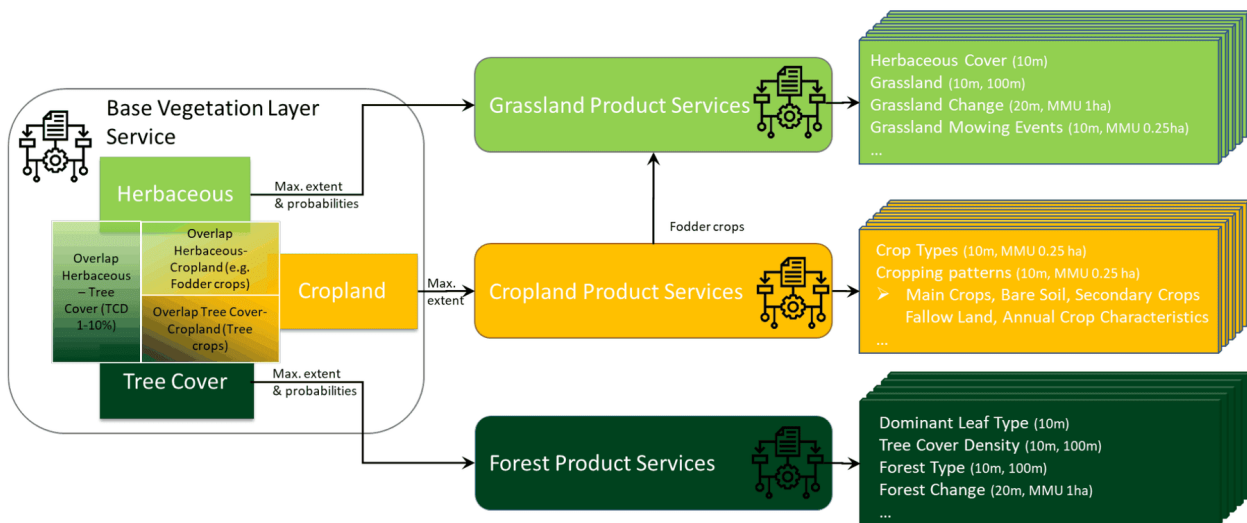 Base Vegetation Layer
Service
Herbaceous
Overlap
Herbaceous
– Tree
Cover (TCD
1-10%)
Overlap
Herbaceous-
Cropland (e.g.
Fodder crops)
Overlap Tree Cover-
Cropland (Tree
crops)
Cropland
Tree Cover
Max. extent
& probabilities
Max.
extent
Max. extent
& probabilities
Grassland Product Services
Fodder crops
Cropland Product Services
Forest Product Services
Herbaceous Cover (10m)
Grassland (10m, 100m)
Grassland Change (20m, MMU 1ha)
Grassland Mowing Events (10m, MMU 0.25ha)
...
Crop Types (10m, MMU 0.25 ha)
Cropping patterns (10m, MMU 0.25 ha)
➢ Main Crops, Bare Soil, Secondary Crops
Fallow Land, Annual Crop Characteristics
...
Dominant Leaf Type (10m)
Tree Cover Density (10m, 100m)
Forest Type (10m, 100m)
Forest Change (20m, MMU 1ha)
...